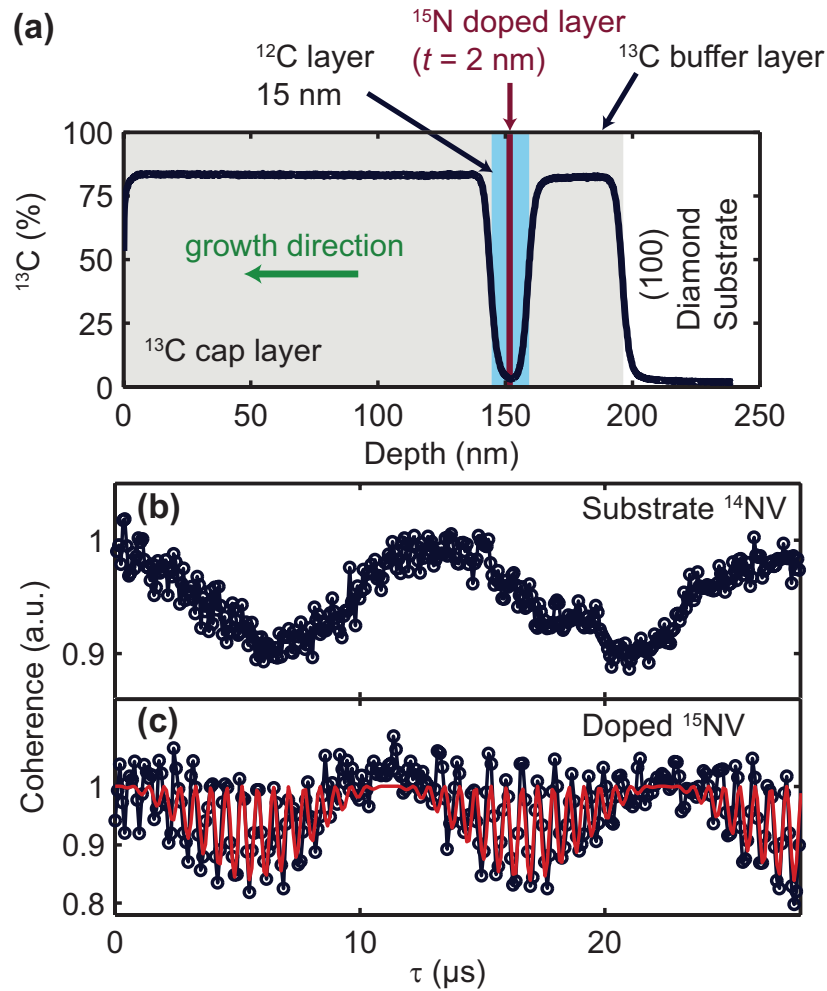 (a)
¹⁵N doped layer
(t = 2 nm)
¹²C layer
15 nm
¹³C buffer layer
100
75
50
25
0
¹³C (%)
growth direction
¹³C cap layer
(100)
Diamond
Substrate
0 50 100 150 200 250
Depth (nm)
(b) Substrate ¹⁴NV
1
0.9
Coherence (a.u.)
(c) Doped ¹⁵NV
1
0.9
0.8
0 10 20
τ (μs)